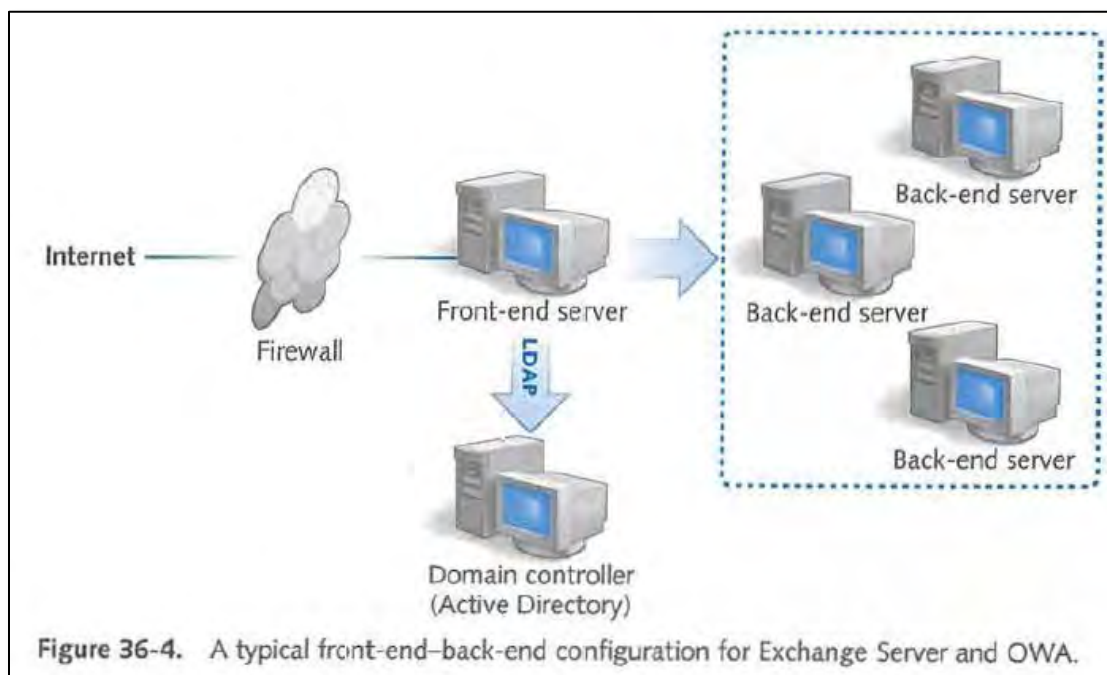 Back-end server
Internet
Front-end server
Back-end server
Firewall
LDAP
Back-end server
Domain controller
(Active Directory)
Figure 36-4. A typical front-end–back-end configuration for Exchange Server and OWA.